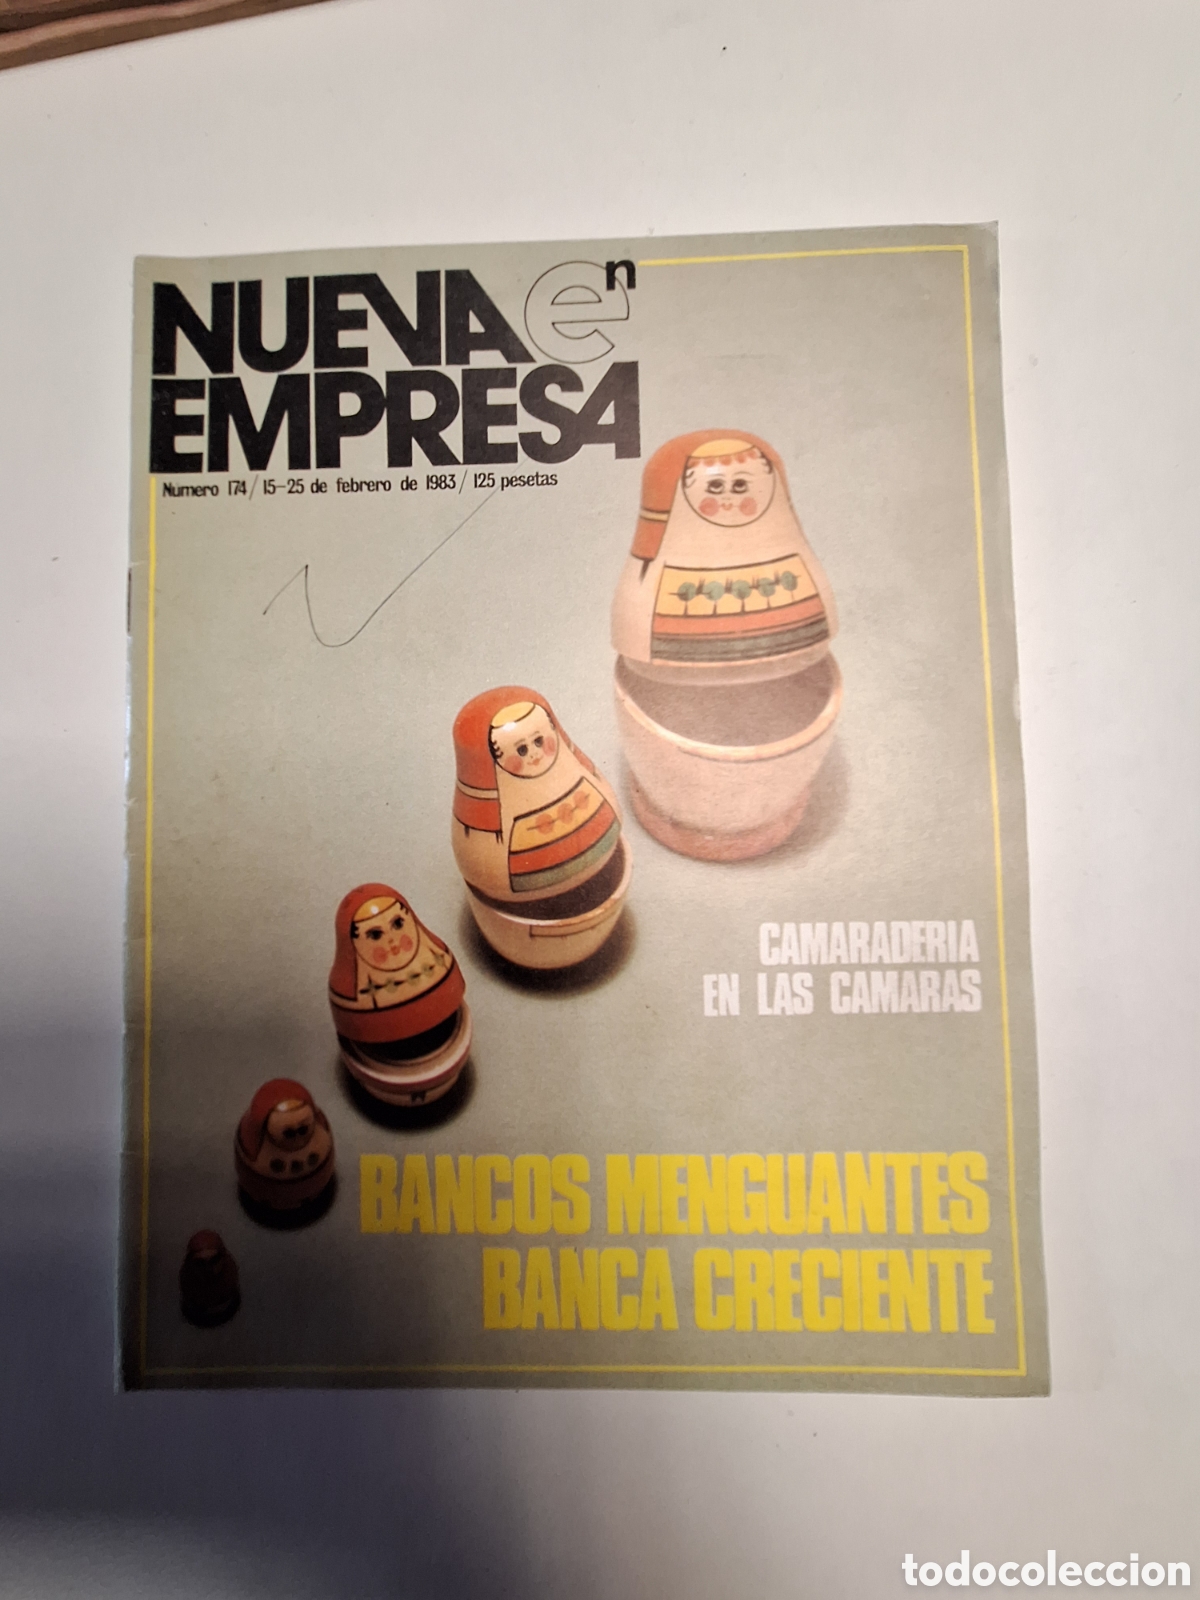 NUEVA en
EMPRESA
Numero 174/15-25 de febrero de 1983/125 pesetas
CAMARADERIA
EN LAS CAMARAS
BANCOS MENGUANTES
BANCA CRECIENTE
todocoleccion